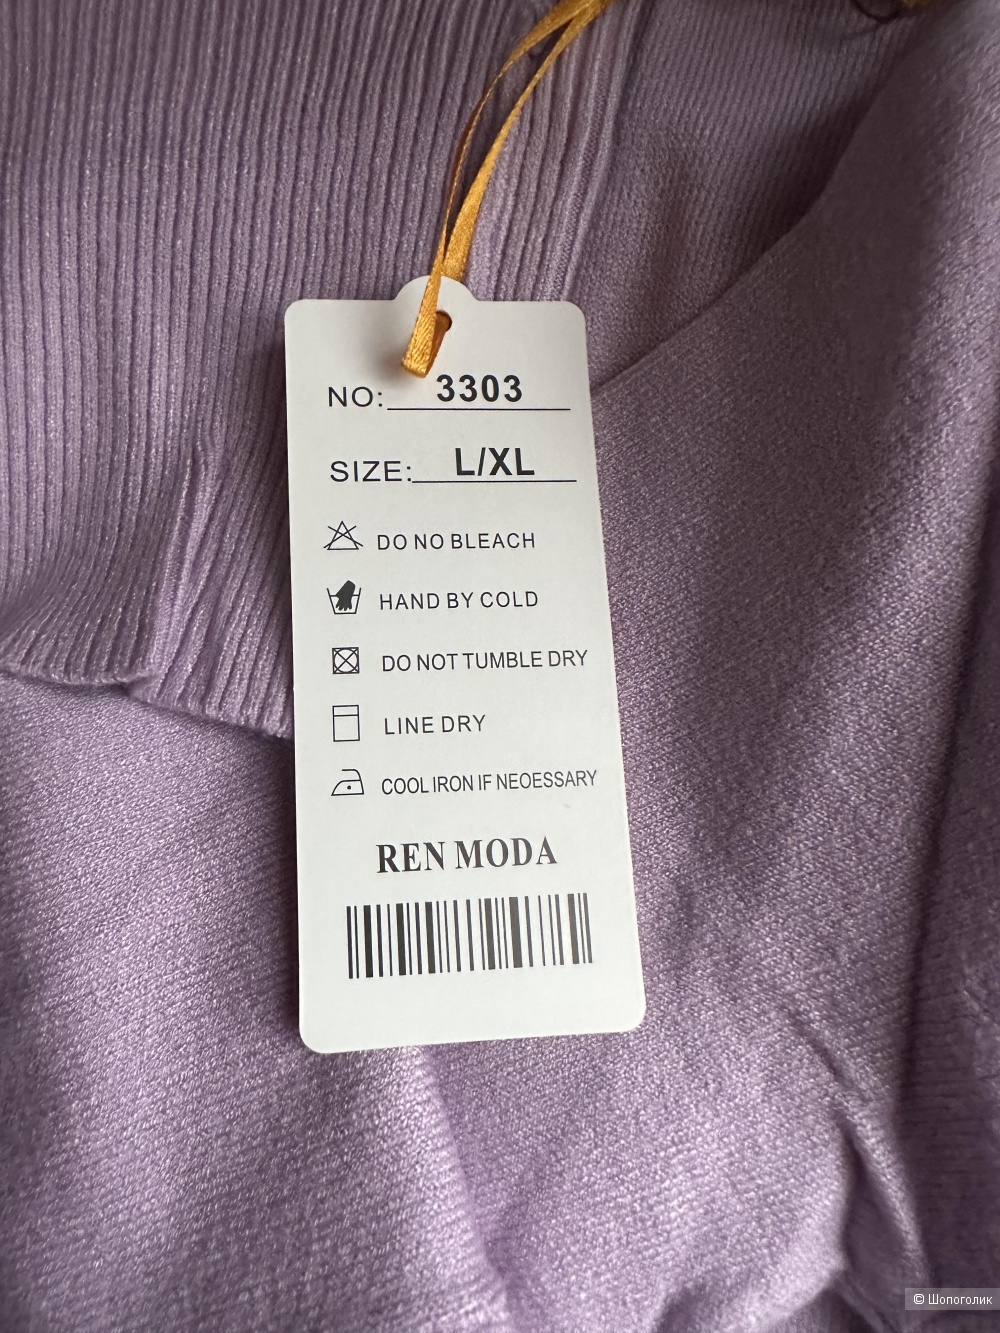 NO: 3303
SIZE: L/XL
DO NO BLEACH
HAND BY COLD
DO NOT TUMBLE DRY
LINE DRY
COOL IRON IF NEOESSARY
REN MODA
© Шопоголик